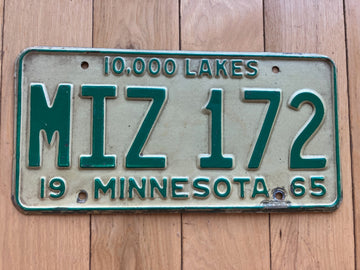 10,000 LAKES
MIZ 172
19 MINNESOTA 65